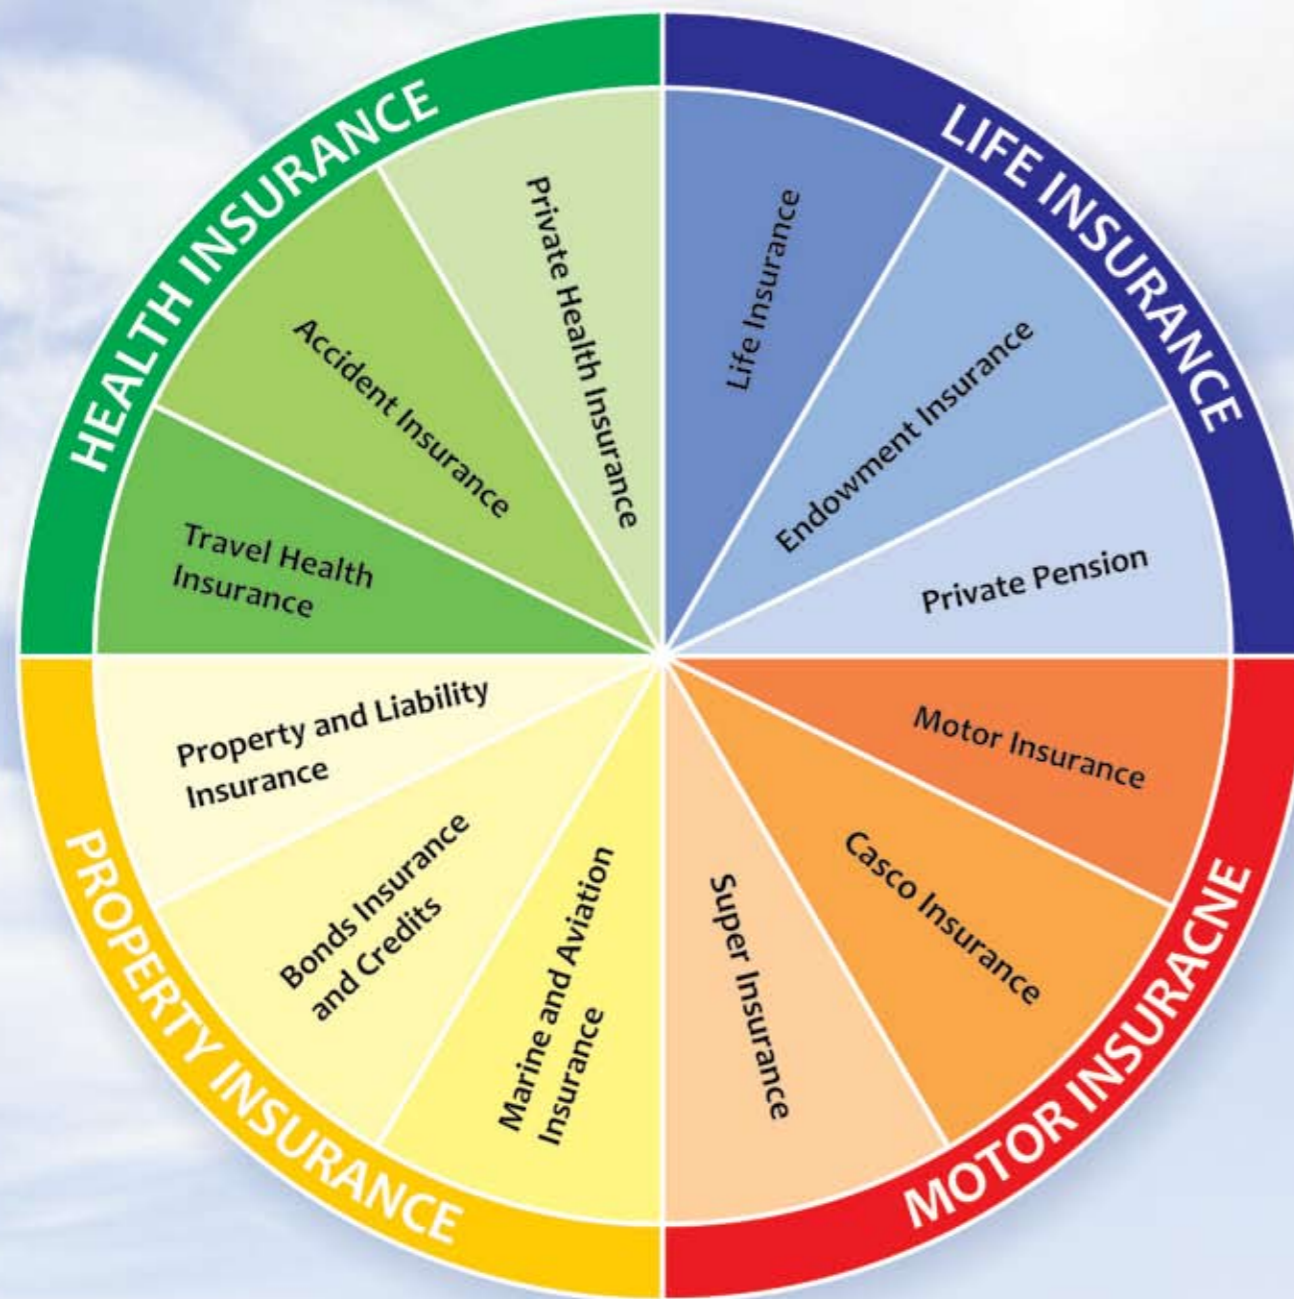 HEALTH INSURANCE
Private Health Insurance
Accident Insurance
Travel Health
Insurance
LIFE INSURANCE
Life Insurance
Endowment Insurance
Private Pension
MOTOR INSURACNE
Motor Insurance
Casco Insurance
Super Insurance
PROPERTY INSURANCE
Property and Liability
Insurance
Bonds Insurance
and Credits
Marine and Aviation
Insurance